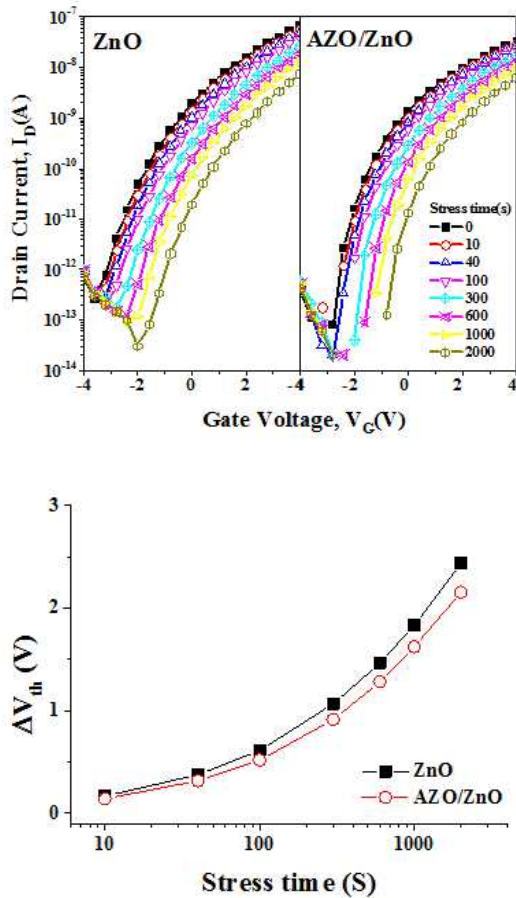 10⁻⁷
ZnO
AZO/ZnO
10⁻⁸
10⁻⁹
10⁻¹⁰
10⁻¹¹
10⁻¹²
10⁻¹³
10⁻¹⁴
Drain Current, I_D(A)
Stress time(s)
0
10
40
100
300
600
1000
2000
-4 -2 0 2 -4 -2 0 2 4
Gate Voltage, V_G(V)
3
2
1
0
ΔV_th (V)
ZnO
AZO/ZnO
10 100 1000
Stress time (S)